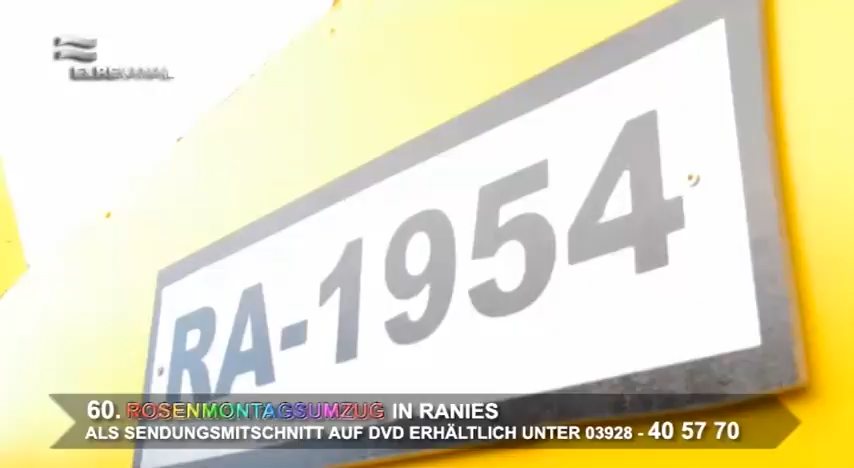 RA-1954
60. ROSENMONTAGSUMZUG IN RANIES
ALS SENDUNGSMITSCHNITT AUF DVD ERHÄLTLICH UNTER 03928 - 40 57 70